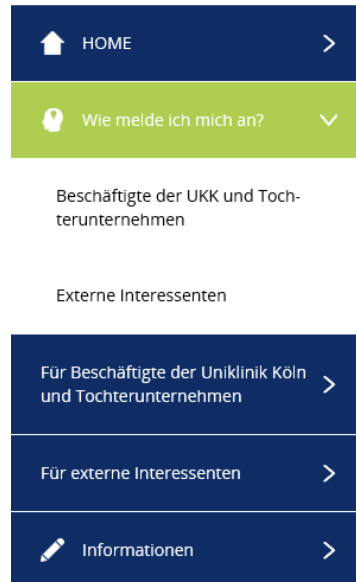 HOME
Wie melde ich mich an?
Beschäftigte der UKK und Toch-
terunternehmen
Externe Interessenten
Für Beschäftigte der Uniklinik Köln
und Tochterunternehmen
Für externe Interessenten
Informationen